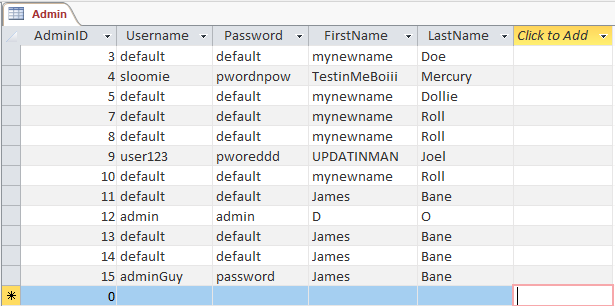 Admin
AdminID Username Password FirstName LastName Click to Add
3 default default mynewname Doe
4 sloomie pwordnpow TestinMeBoiii Mercury
5 default default mynewname Dollie
7 default default mynewname Roll
8 default default mynewname Roll
9 user123 pworeddd UPDATINMAN Joel
10 default default mynewname Roll
11 default default James Bane
12 admin admin D O
13 default default James Bane
14 default default James Bane
15 adminGuy password James Bane
0